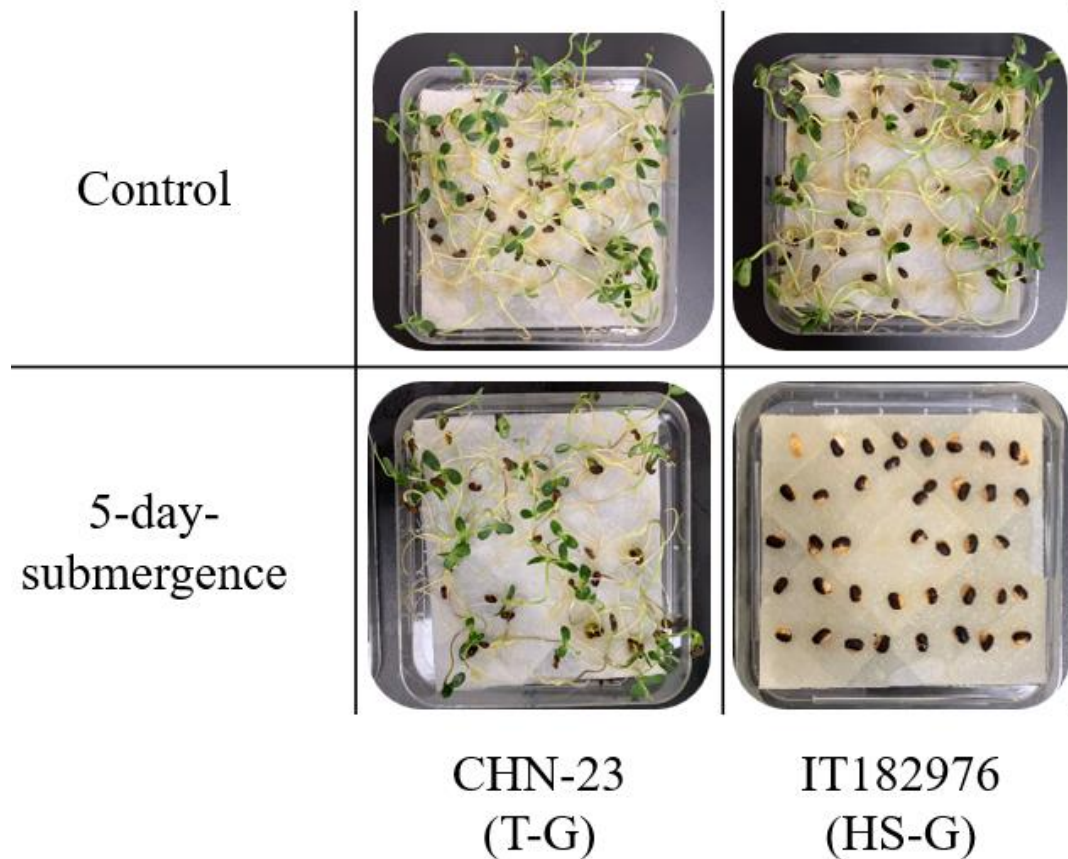 Control
5-day-
submergence
CHN-23
(T-G)
IT182976
(HS-G)